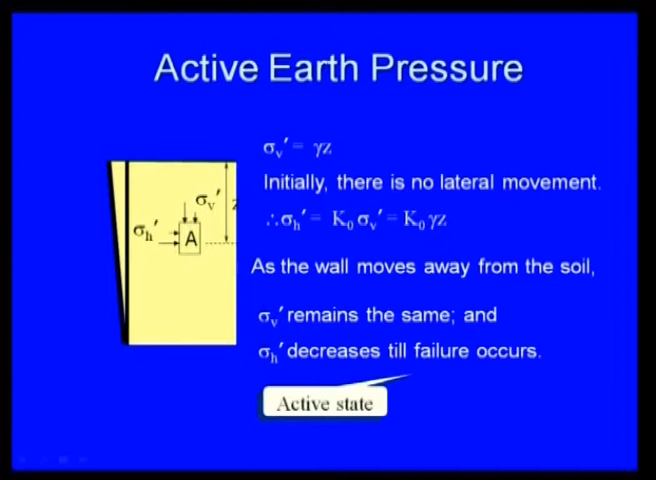 Active Earth Pressure
σv′ = γz
Initially, there is no lateral movement.
∴σh′ = K0 σv′ = K0 γz
As the wall moves away from the soil,
σv′ remains the same; and
σh′ decreases till failure occurs.
Active state
σv′
z
σh′
A